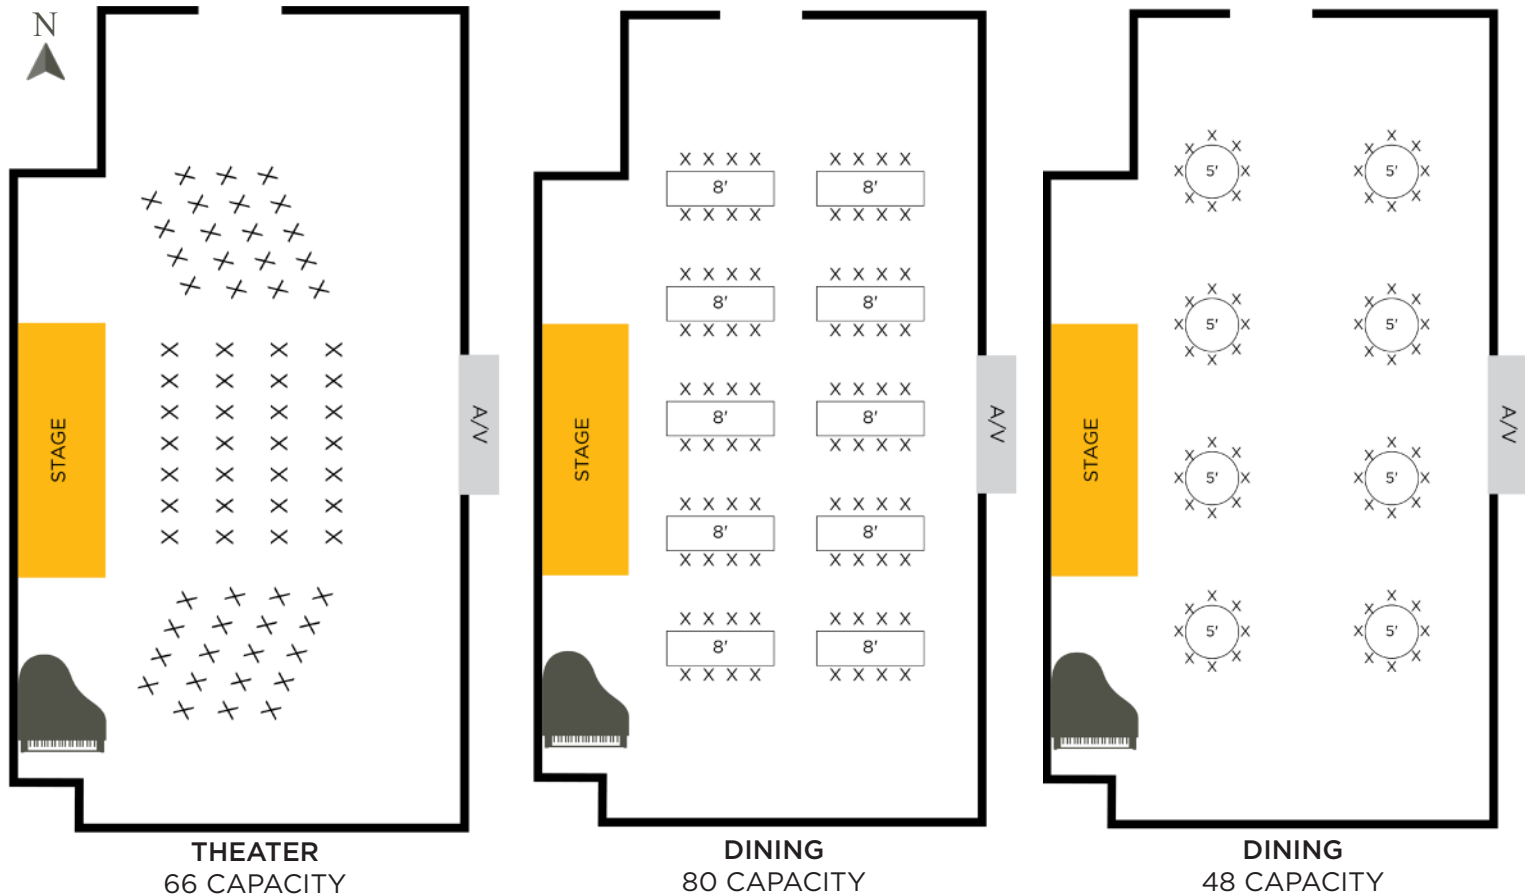 N
STAGE
A/V
THEATER
66 CAPACITY
8'
8'
8'
8'
8'
8'
8'
8'
8'
8'
STAGE
A/V
DINING
80 CAPACITY
5'
5'
5'
5'
5'
5'
5'
5'
STAGE
A/V
DINING
48 CAPACITY